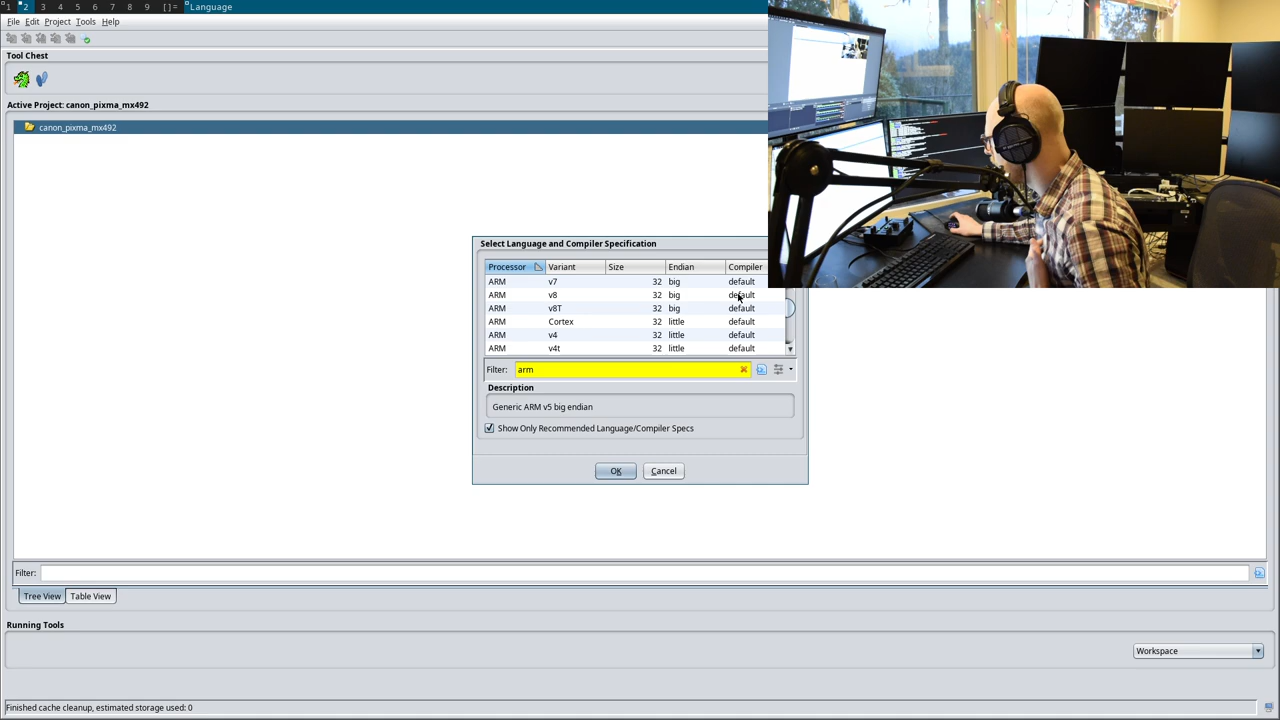 1 2 3 4 5 6 7 8 9 []= Language
File Edit Project Tools Help
Tool Chest
Active Project: canon_pixma_mx492
canon_pixma_mx492
Select Language and Compiler Specification
Processor Variant Size Endian Compiler
ARM v7 32 big default
ARM v8 32 big default
ARM v8T 32 big default
ARM Cortex 32 little default
ARM v4 32 little default
ARM v4t 32 little default
Filter: arm
Description
Generic ARM v5 big endian
Show Only Recommended Language/Compiler Specs
OK Cancel
Filter:
Tree View Table View
Running Tools
Workspace
Finished cache cleanup, estimated storage used: 0